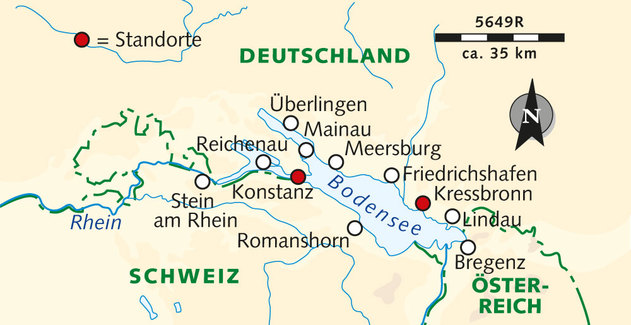 5649R
= Standorte
ca. 35 km
DEUTSCHLAND
N
Überlingen
Mainau
Reichenau
Meersburg
Friedrichshafen
Konstanz
Kressbronn
Stein
am Rhein
Bodensee
Lindau
Rhein
Romanshorn
Bregenz
SCHWEIZ
ÖSTER-
REICH